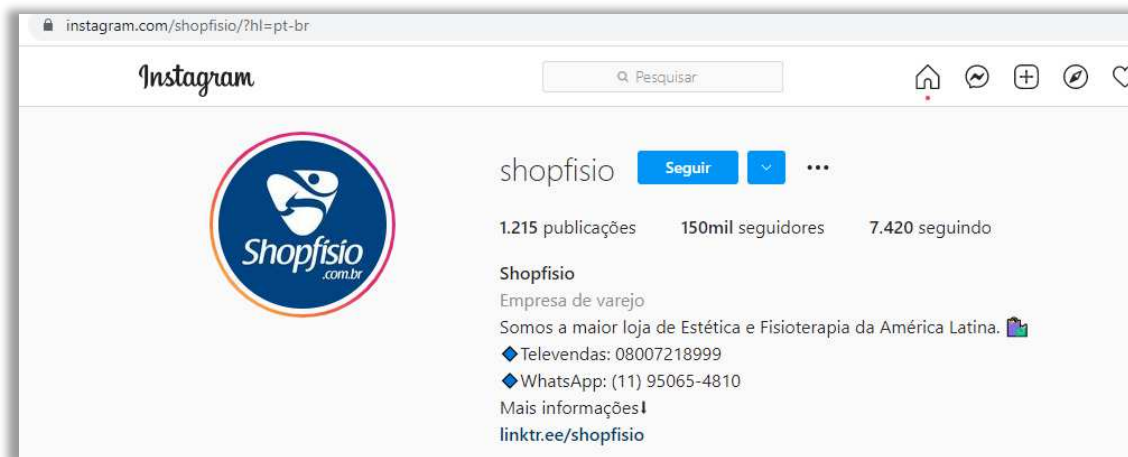 instagram.com/shopfisio/?hl=pt-br
Instagram
Pesquisar
Shopfísio
.com.br
shopfisio Seguir
1.215 publicações 150mil seguidores 7.420 seguindo
Shopfisio
Empresa de varejo
Somos a maior loja de Estética e Fisioterapia da América Latina. 🛍️
🔷Televendas: 08007218999
🔷WhatsApp: (11) 95065-4810
Mais informações⬇
linktr.ee/shopfisio